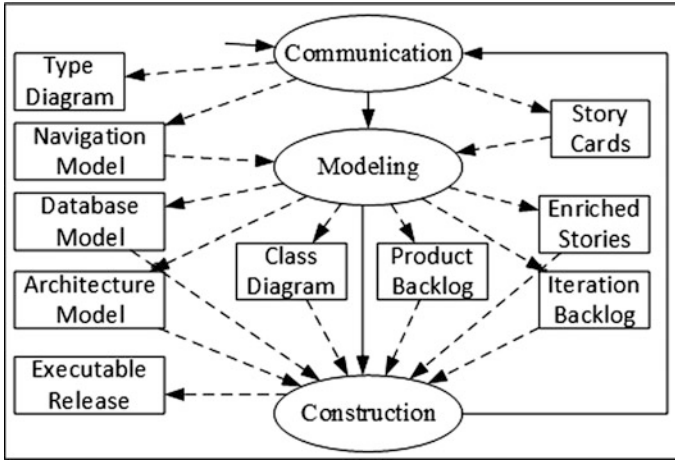 Communication
Type
Diagram
Story
Cards
Navigation
Model
Modeling
Database
Model
Enriched
Stories
Class
Diagram
Product
Backlog
Architecture
Model
Iteration
Backlog
Executable
Release
Construction